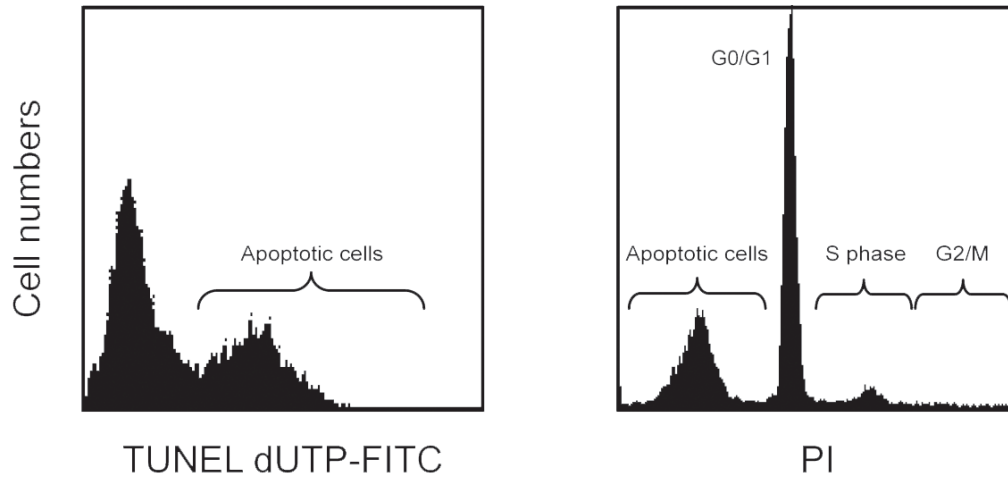 Cell numbers
Apoptotic cells
TUNEL dUTP-FITC
G0/G1
Apoptotic cells
S phase
G2/M
PI